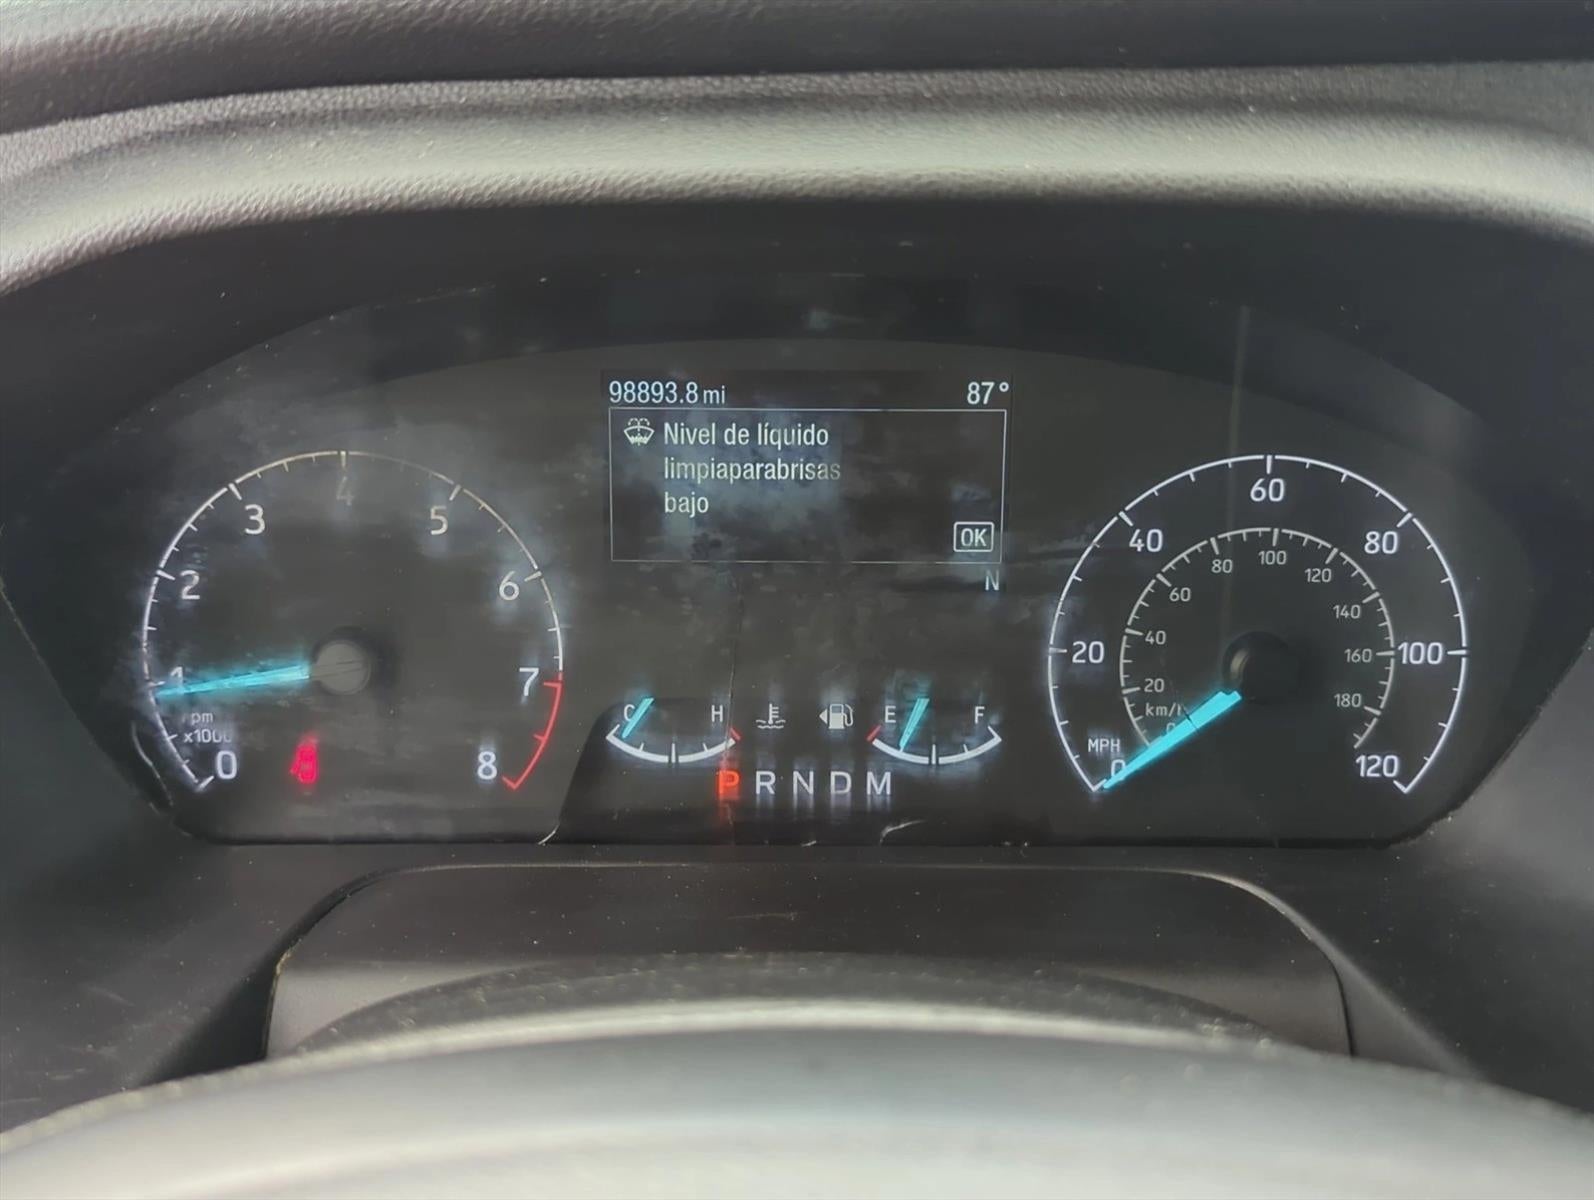 98893.8 mi 87°
Nivel de líquido
limpiaparabrisas
bajo
OK
N
0 1 2 3 4 5 6 7 8
rpm
x1000
C H
E F
P R N D M
0 20 40 60 80 100 120
MPH
0 20 40 60 80 100 120 140 160 180
km/h